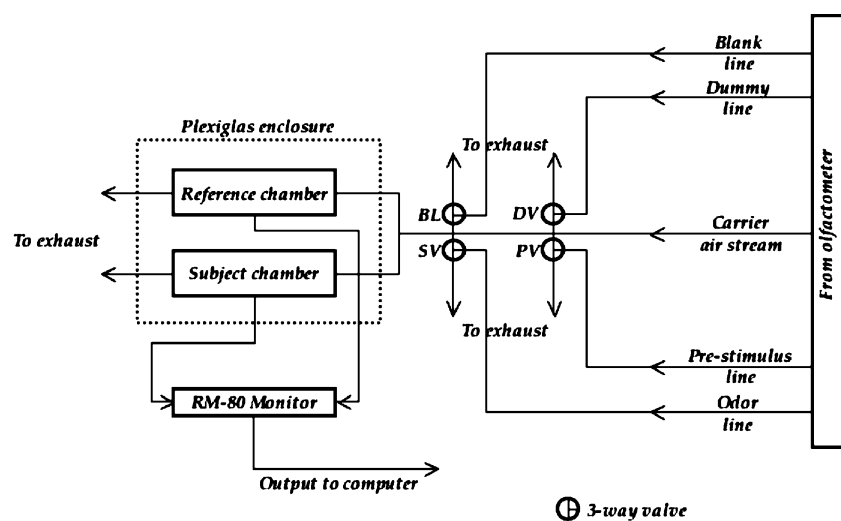 Blank
line
Dummy
line
Plexiglas enclosure
To exhaust
Reference chamber
BL
DV
To exhaust
Carrier
air stream
From olfactometer
SV
PV
Subject chamber
To exhaust
Pre-stimulus
line
RM-80 Monitor
Odor
line
Output to computer
3-way valve